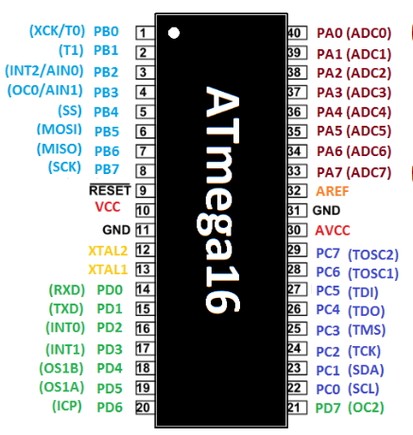 (XCK/T0) PB0 1 40 PA0 (ADC0)
(T1) PB1 2 39 PA1 (ADC1)
(INT2/AIN0) PB2 3 38 PA2 (ADC2)
(OC0/AIN1) PB3 4 37 PA3 (ADC3)
(SS) PB4 5 36 PA4 (ADC4)
(MOSI) PB5 6 35 PA5 (ADC5)
(MISO) PB6 7 34 PA6 (ADC6)
(SCK) PB7 8 33 PA7 (ADC7)
RESET 9 32 AREF
VCC 10 31 GND
GND 11 30 AVCC
XTAL2 12 29 PC7 (TOSC2)
XTAL1 13 28 PC6 (TOSC1)
(RXD) PD0 14 27 PC5 (TDI)
(TXD) PD1 15 26 PC4 (TDO)
(INT0) PD2 16 25 PC3 (TMS)
(INT1) PD3 17 24 PC2 (TCK)
(OS1B) PD4 18 23 PC1 (SDA)
(OS1A) PD5 19 22 PC0 (SCL)
(ICP) PD6 20 21 PD7 (OC2)
ATmega16